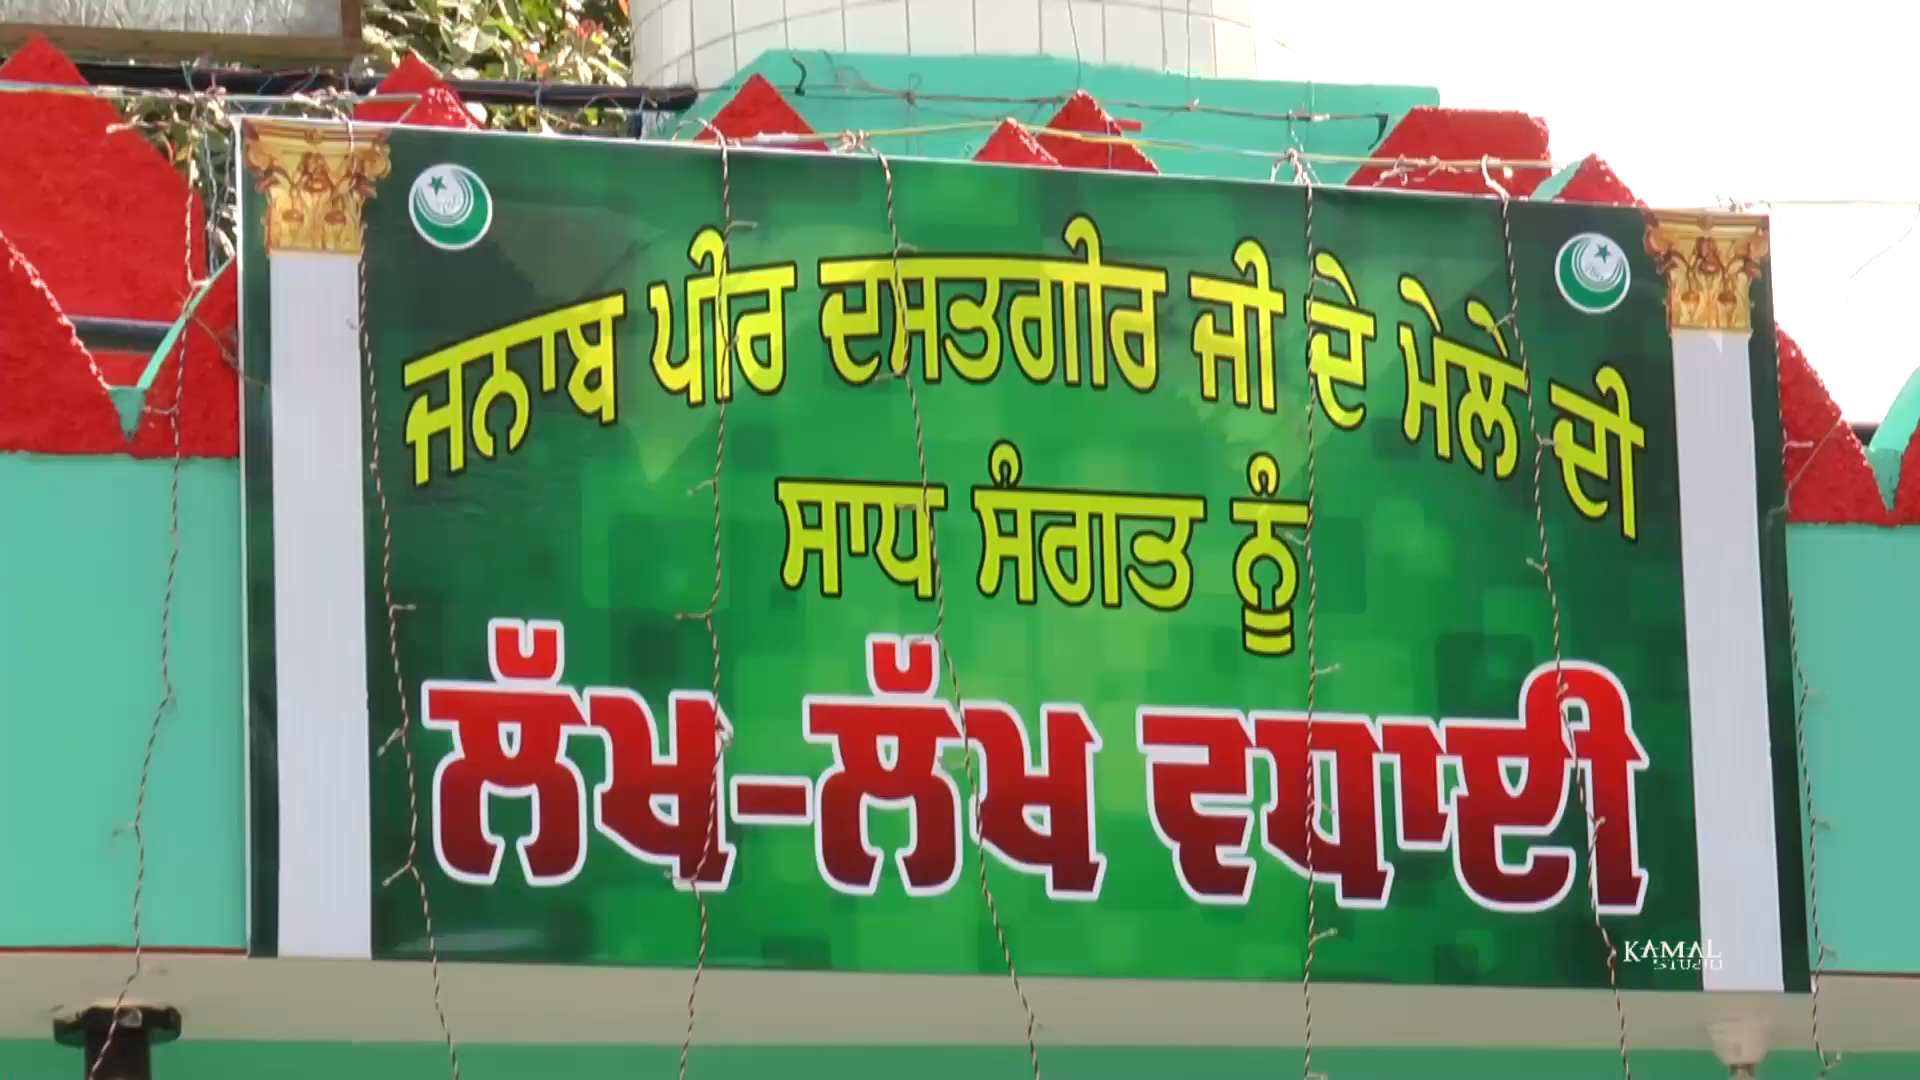 ਜਨਾਬ ਪੀਰ ਦਸਤਗੀਰ ਜੀ ਦੇ ਮੇਲੇ ਦੀ
ਸਾਧ ਸੰਗਤ ਨੂੰ
ਲੱਖ-ਲੱਖ ਵਧਾਈ
KAMAL
STUDIO